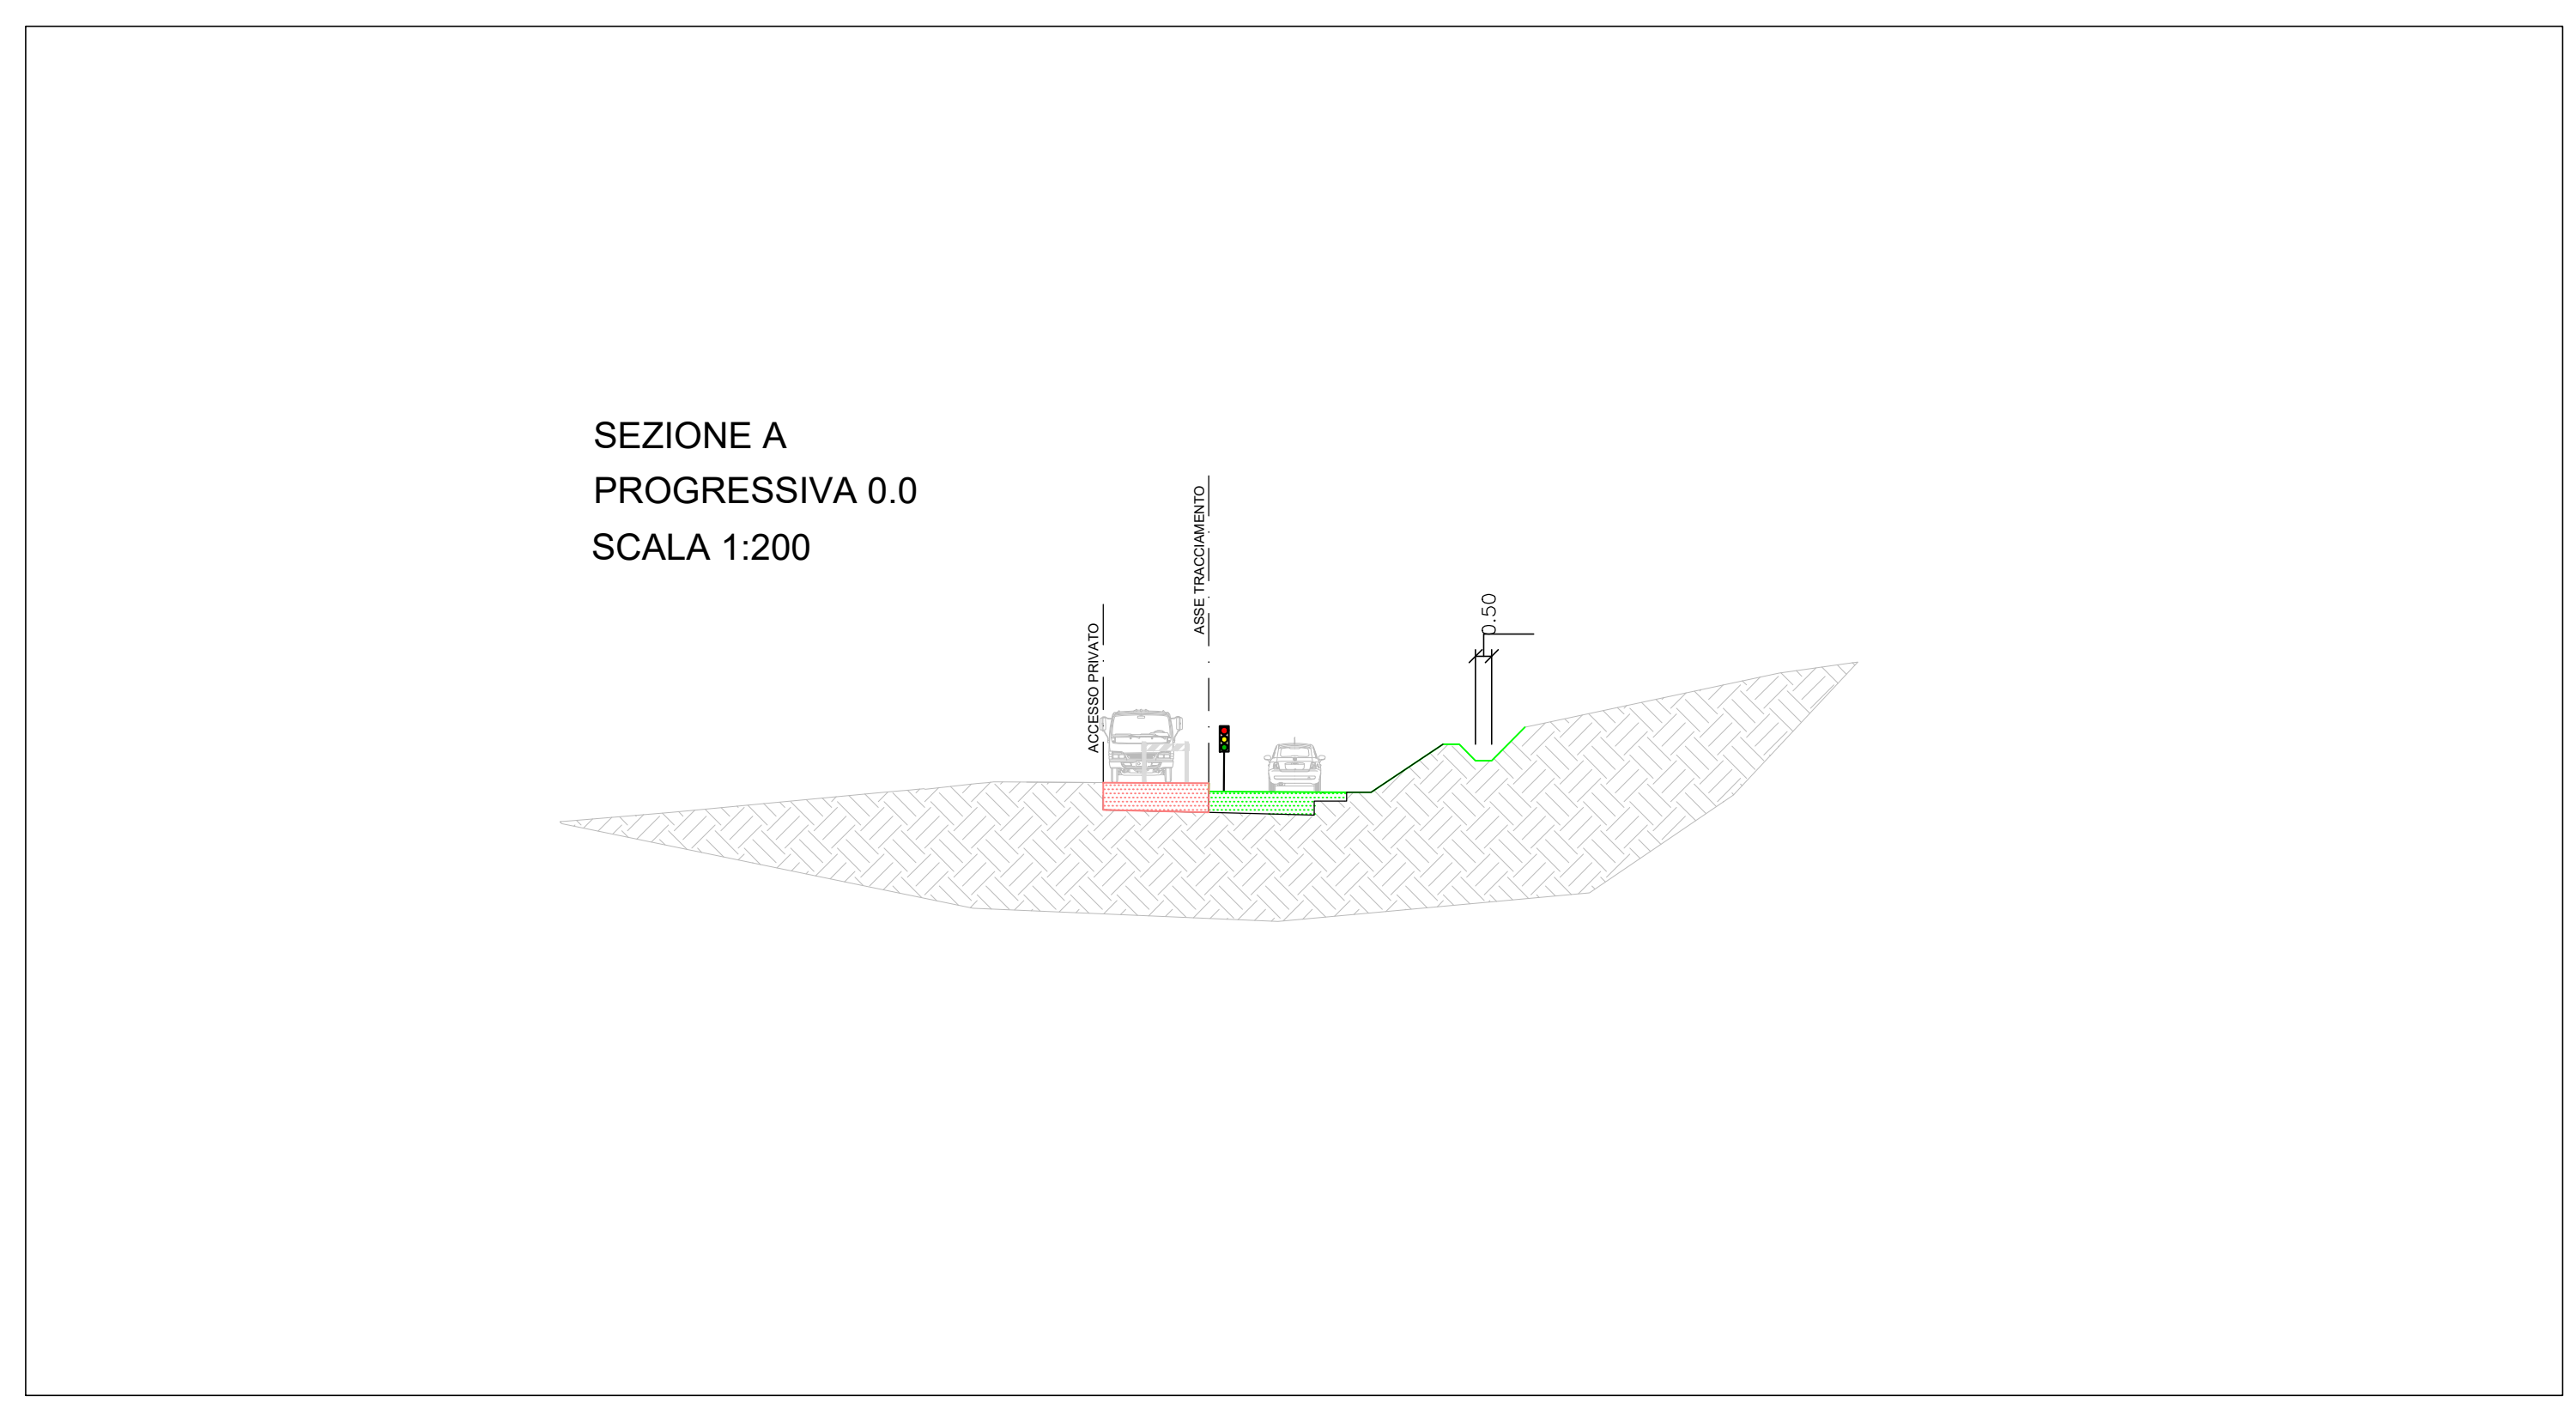 SEZIONE A
PROGRESSIVA 0.0
SCALA 1:200
ACCESSO PRIVATO
ASSE TRACCIAMENTO
0.50